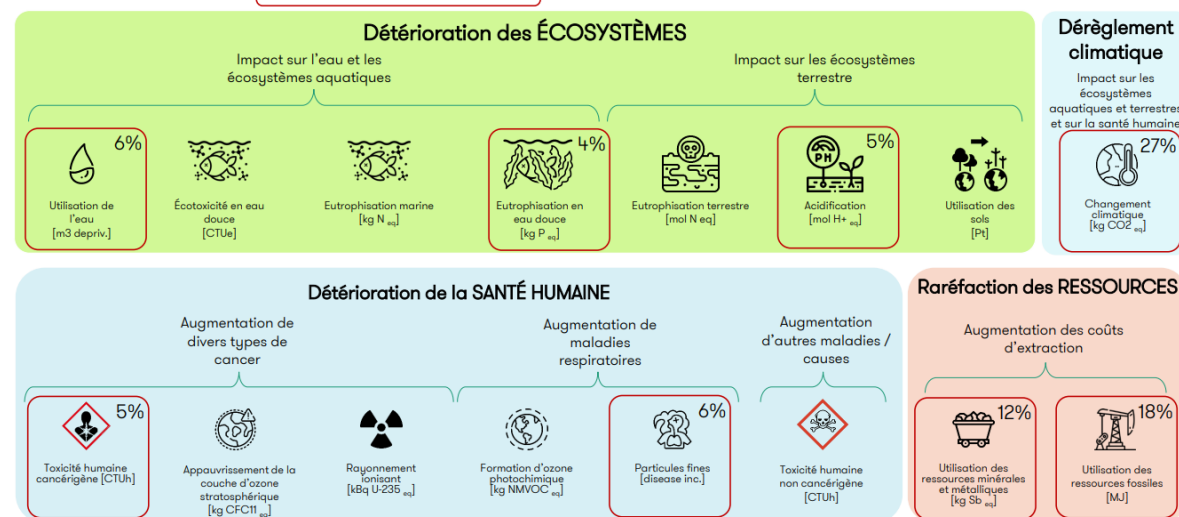 Détérioration des ÉCOSYSTÈMES
Impact sur l'eau et les
écosystèmes aquatiques
Impact sur les écosystèmes
terrestre
6%
Utilisation de
l'eau
[m3 depriv.]
Écotoxicité en eau
douce
[CTUe]
Eutrophisation marine
[kg N eq]
4%
Eutrophisation en
eau douce
[kg P eq]
Eutrophisation terrestre
[mol N eq]
PH
5%
Acidification
[mol H+ eq]
Utilisation des
sols
[Pt]
Dérèglement
climatique
Impact sur les
écosystèmes
aquatiques et terrestres
et sur la santé humaine
27%
Changement
climatique
[kg CO2 eq]
Détérioration de la SANTÉ HUMAINE
Augmentation de
divers types de
cancer
Augmentation de
maladies
respiratoires
Augmentation
d'autres maladies /
causes
5%
Toxicité humaine
cancérigène [CTUh]
Appauvrissement de la
couche d'ozone
stratosphérique
[kg CFC11 eq]
Rayonnement
ionisant
[kBq U-235 eq]
Formation d'ozone
photochimique
[kg NMVOC eq]
6%
Particules fines
[disease inc.]
Toxicité humaine
non cancérigène
[CTUh]
Raréfaction des RESSOURCES
Augmentation des coûts
d'extraction
12%
Utilisation des
ressources minérales
et métalliques
[kg Sb eq]
18%
Utilisation des
ressources fossiles
[MJ]